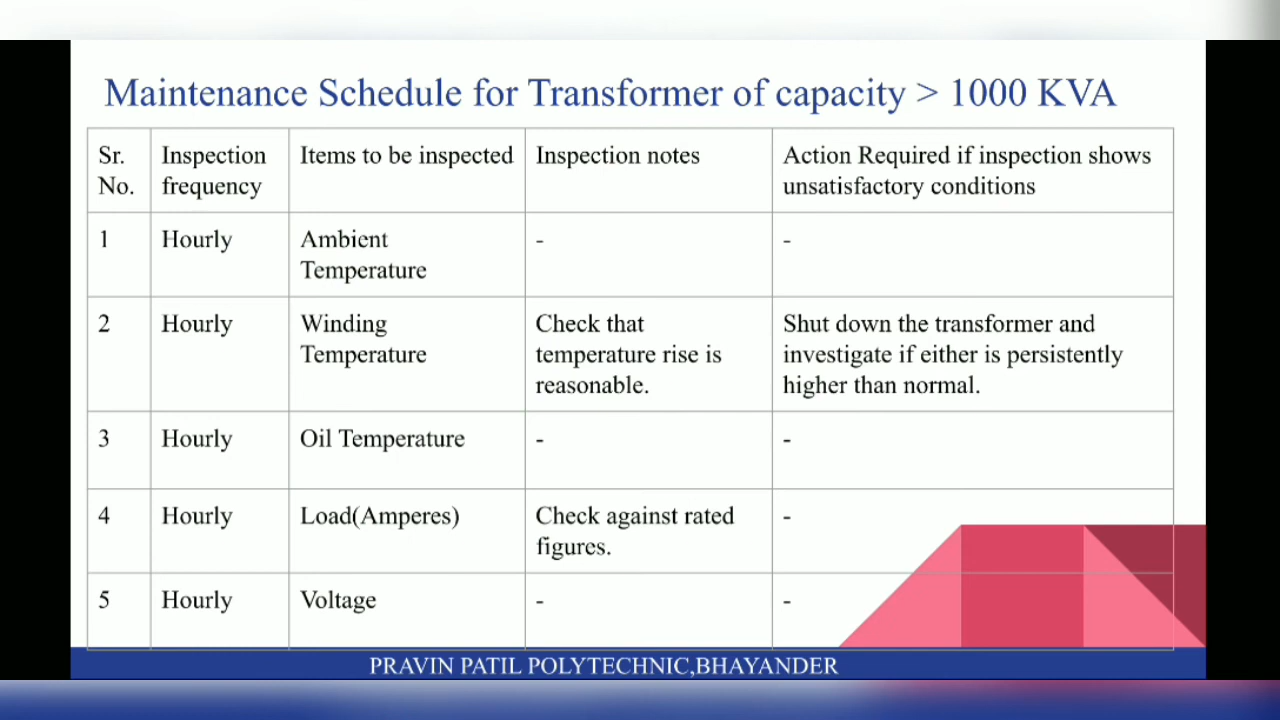 Maintenance Schedule for Transformer of capacity > 1000 KVA
Sr. No. Inspection frequency Items to be inspected Inspection notes Action Required if inspection shows unsatisfactory conditions
1 Hourly Ambient Temperature - -
2 Hourly Winding Temperature Check that temperature rise is reasonable. Shut down the transformer and investigate if either is persistently higher than normal.
3 Hourly Oil Temperature - -
4 Hourly Load(Amperes) Check against rated figures. -
5 Hourly Voltage - -
PRAVIN PATIL POLYTECHNIC,BHAYANDER